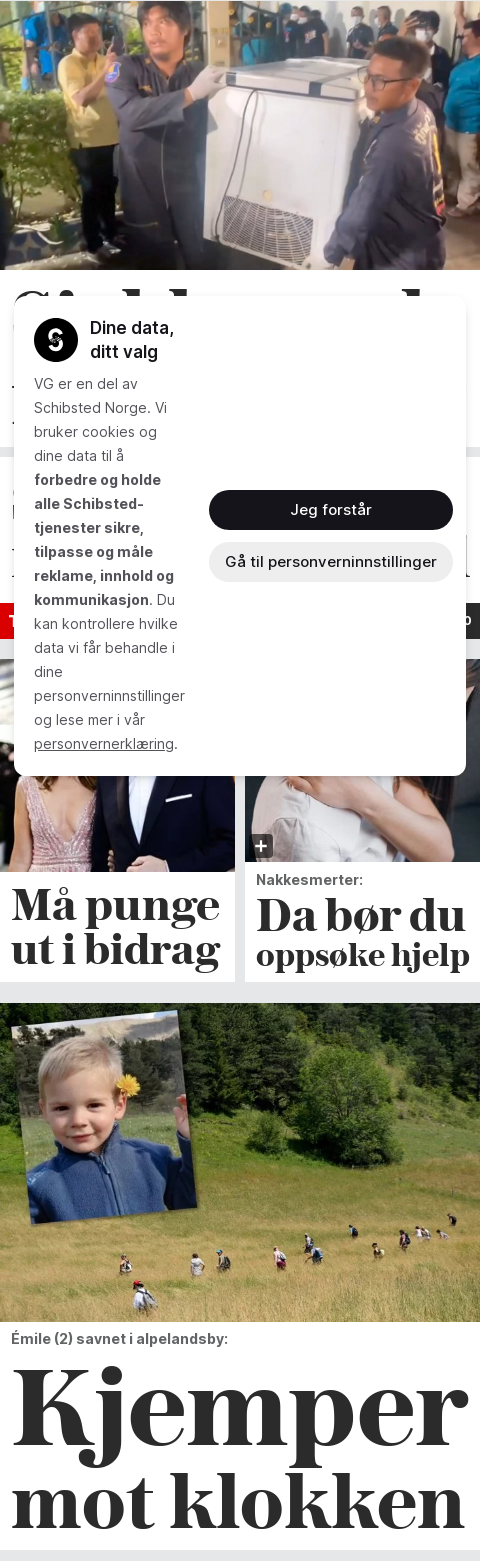 Dine data,
ditt valg
VG er en del av
Schibsted Norge. Vi
bruker cookies og
dine data til å
forbedre og holde
alle Schibsted-
tjenester sikre,
tilpasse og måle
reklame, innhold og
kommunikasjon. Du
kan kontrollere hvilke
data vi får behandle i
dine
personverninnstillinger
og lese mer i vår
personvernerklæring.
Jeg forstår
Gå til personverninnstillinger
Må punge
ut i bidrag
Nakkesmerter:
Da bør du
oppsøke hjelp
Émile (2) savnet i alpelandsby:
Kjemper
mot klokken